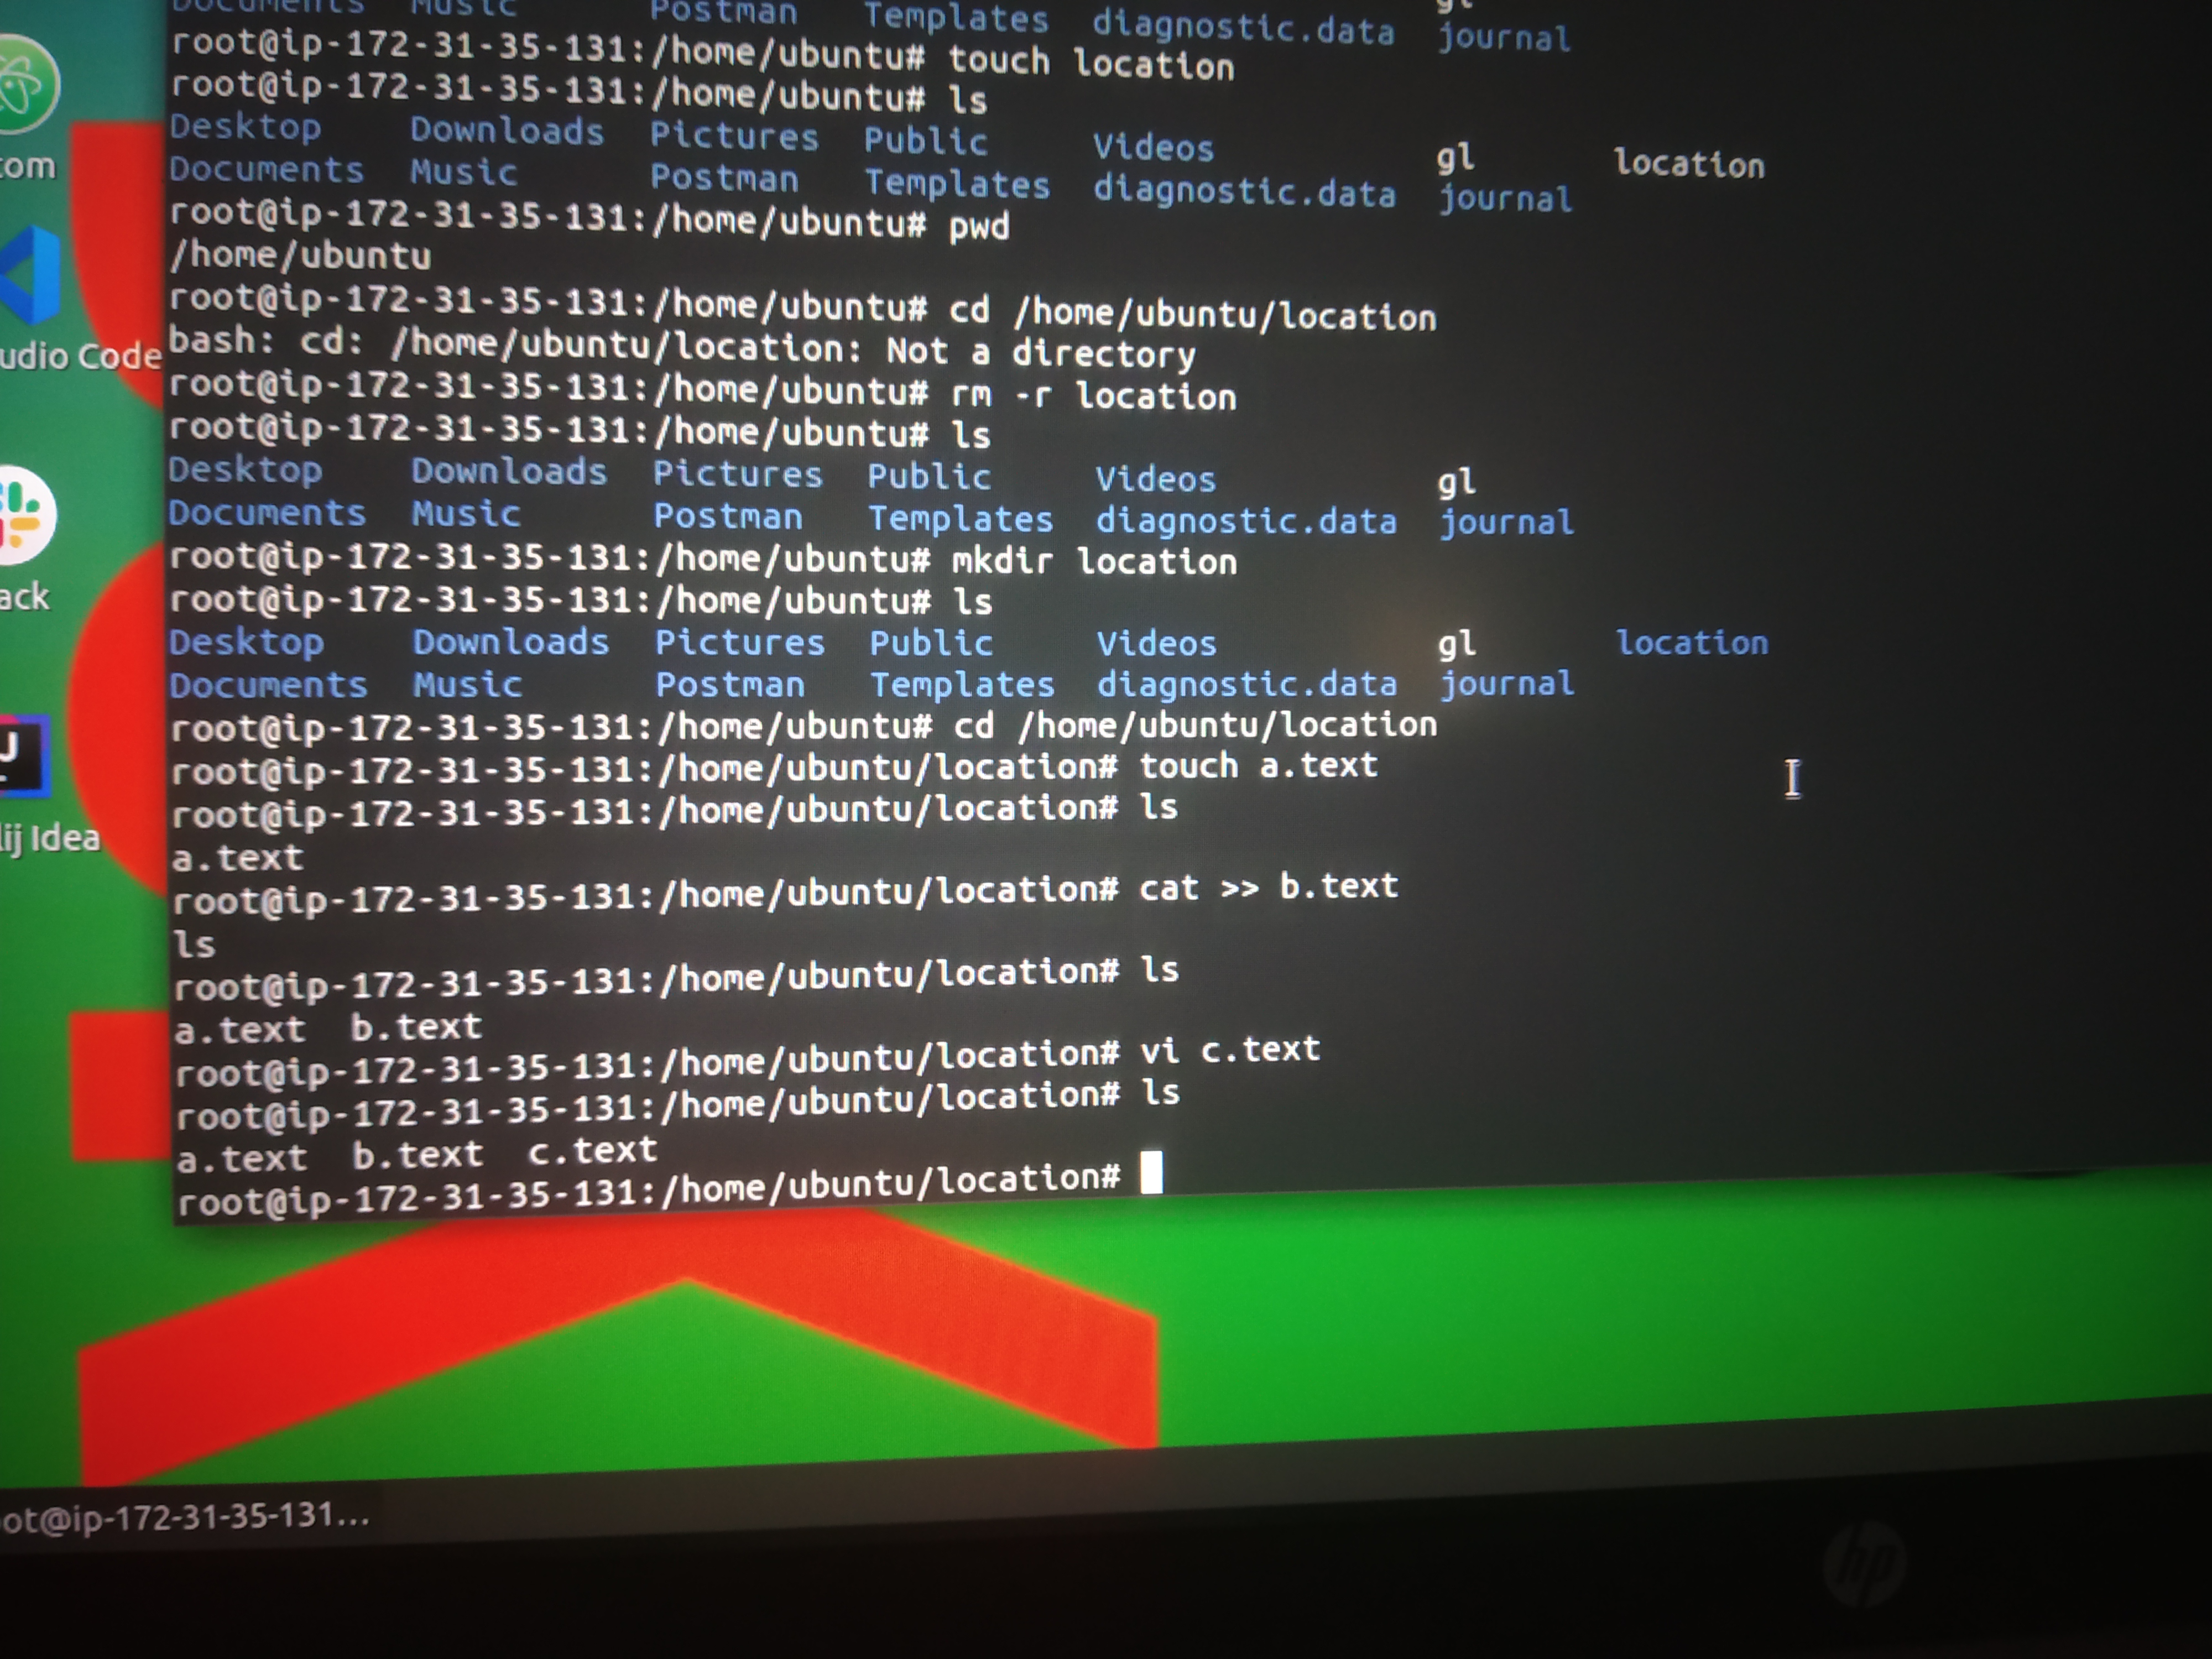 Documents Music Postman Templates diagnostic.data gl journal
root@ip-172-31-35-131:/home/ubuntu# touch location
root@ip-172-31-35-131:/home/ubuntu# ls
Desktop Downloads Pictures Public Videos gl location
Documents Music Postman Templates diagnostic.data journal
root@ip-172-31-35-131:/home/ubuntu# pwd
/home/ubuntu
root@ip-172-31-35-131:/home/ubuntu# cd /home/ubuntu/location
bash: cd: /home/ubuntu/location: Not a directory
root@ip-172-31-35-131:/home/ubuntu# rm -r location
root@ip-172-31-35-131:/home/ubuntu# ls
Desktop Downloads Pictures Public Videos gl
Documents Music Postman Templates diagnostic.data journal
root@ip-172-31-35-131:/home/ubuntu# mkdir location
root@ip-172-31-35-131:/home/ubuntu# ls
Desktop Downloads Pictures Public Videos gl location
Documents Music Postman Templates diagnostic.data journal
root@ip-172-31-35-131:/home/ubuntu# cd /home/ubuntu/location
root@ip-172-31-35-131:/home/ubuntu/location# touch a.text
root@ip-172-31-35-131:/home/ubuntu/location# ls
a.text
root@ip-172-31-35-131:/home/ubuntu/location# cat >> b.text
ls
root@ip-172-31-35-131:/home/ubuntu/location# ls
a.text b.text
root@ip-172-31-35-131:/home/ubuntu/location# vi c.text
root@ip-172-31-35-131:/home/ubuntu/location# ls
a.text b.text c.text
root@ip-172-31-35-131:/home/ubuntu/location#
tom
udio Code
ack
J
lij Idea
oot@ip-172-31-35-131...
hp